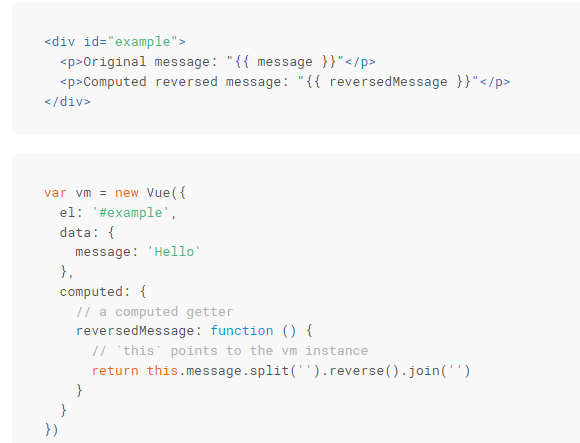 <div id="example">
  <p>Original message: "{{ message }}"</p>
  <p>Computed reversed message: "{{ reversedMessage }}"</p>
</div>
var vm = new Vue({
  el: '#example',
  data: {
    message: 'Hello'
  },
  computed: {
    // a computed getter
    reversedMessage: function () {
      // `this` points to the vm instance
      return this.message.split('').reverse().join('')
    }
  }
})